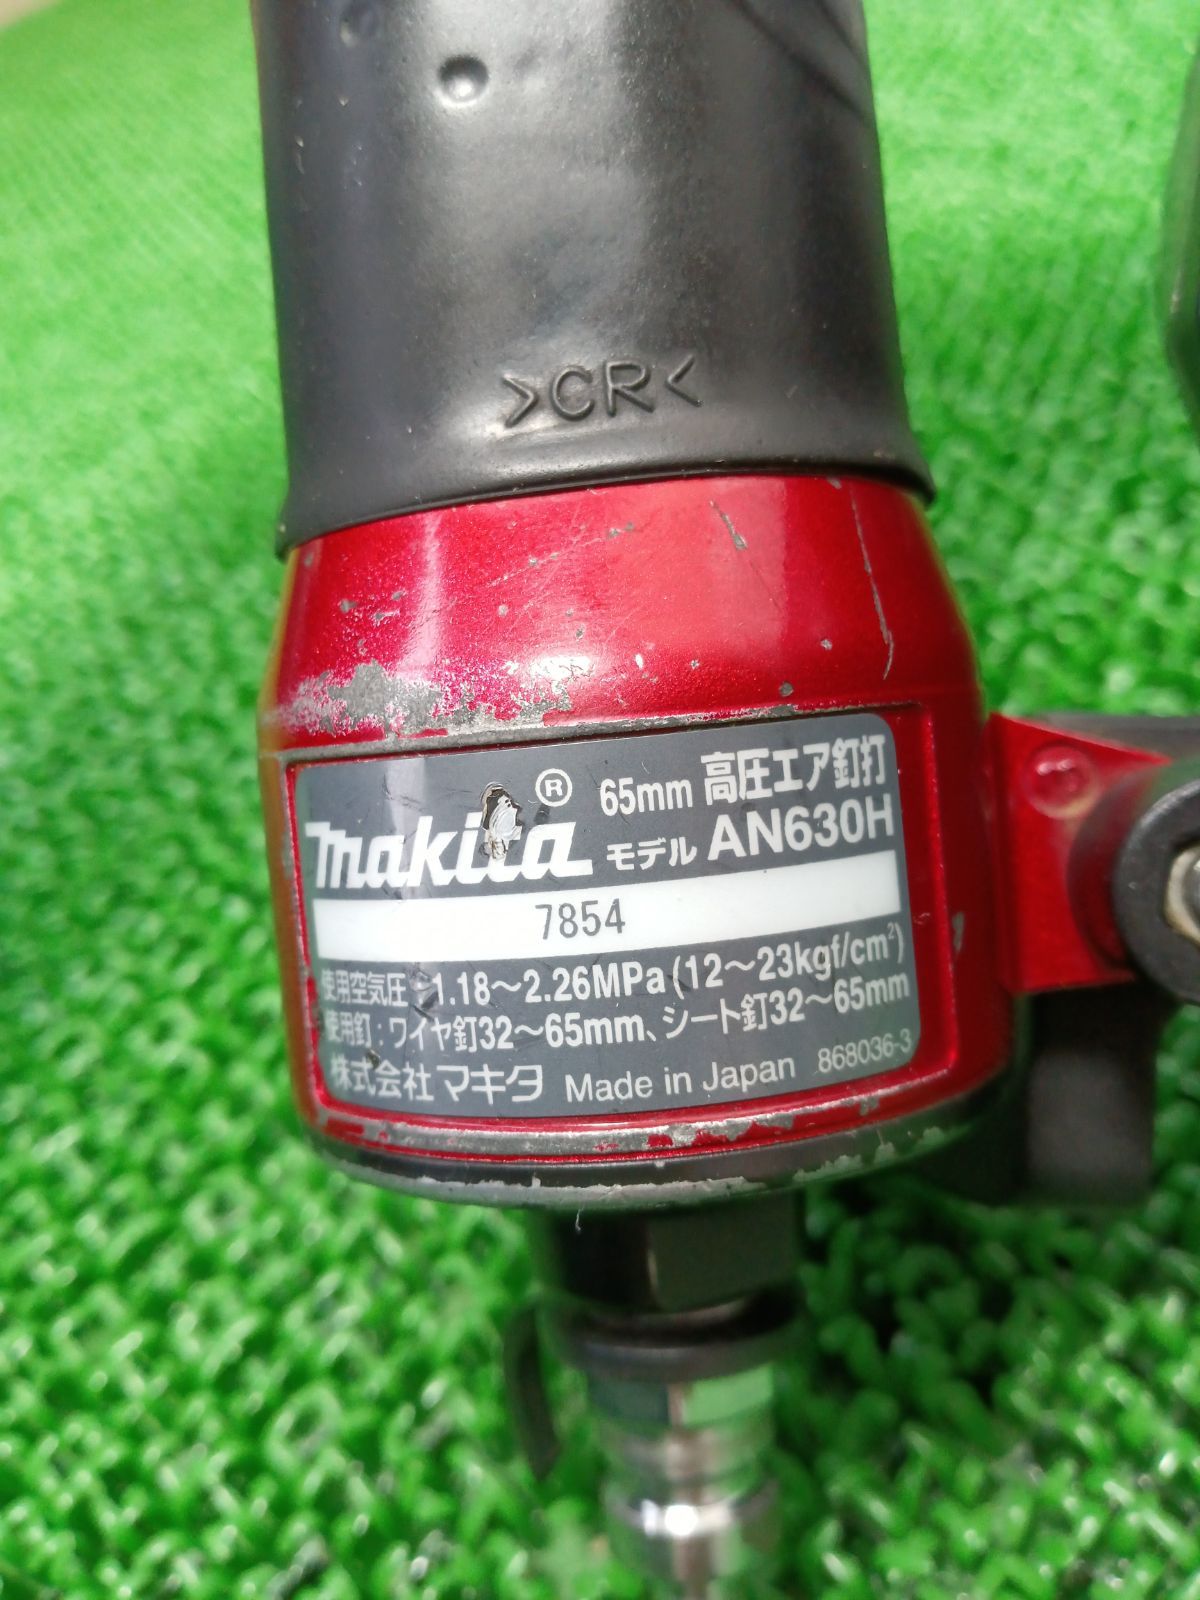 >CR<
makita® 65mm 高圧エア釘打
モデル AN630H
7854
使用空気圧:1.18～2.26MPa(12～23kgf/cm²)
使用釘:ワイヤ釘32～65mm、シート釘32～65mm
株式会社マキタ Made in Japan 868036-3